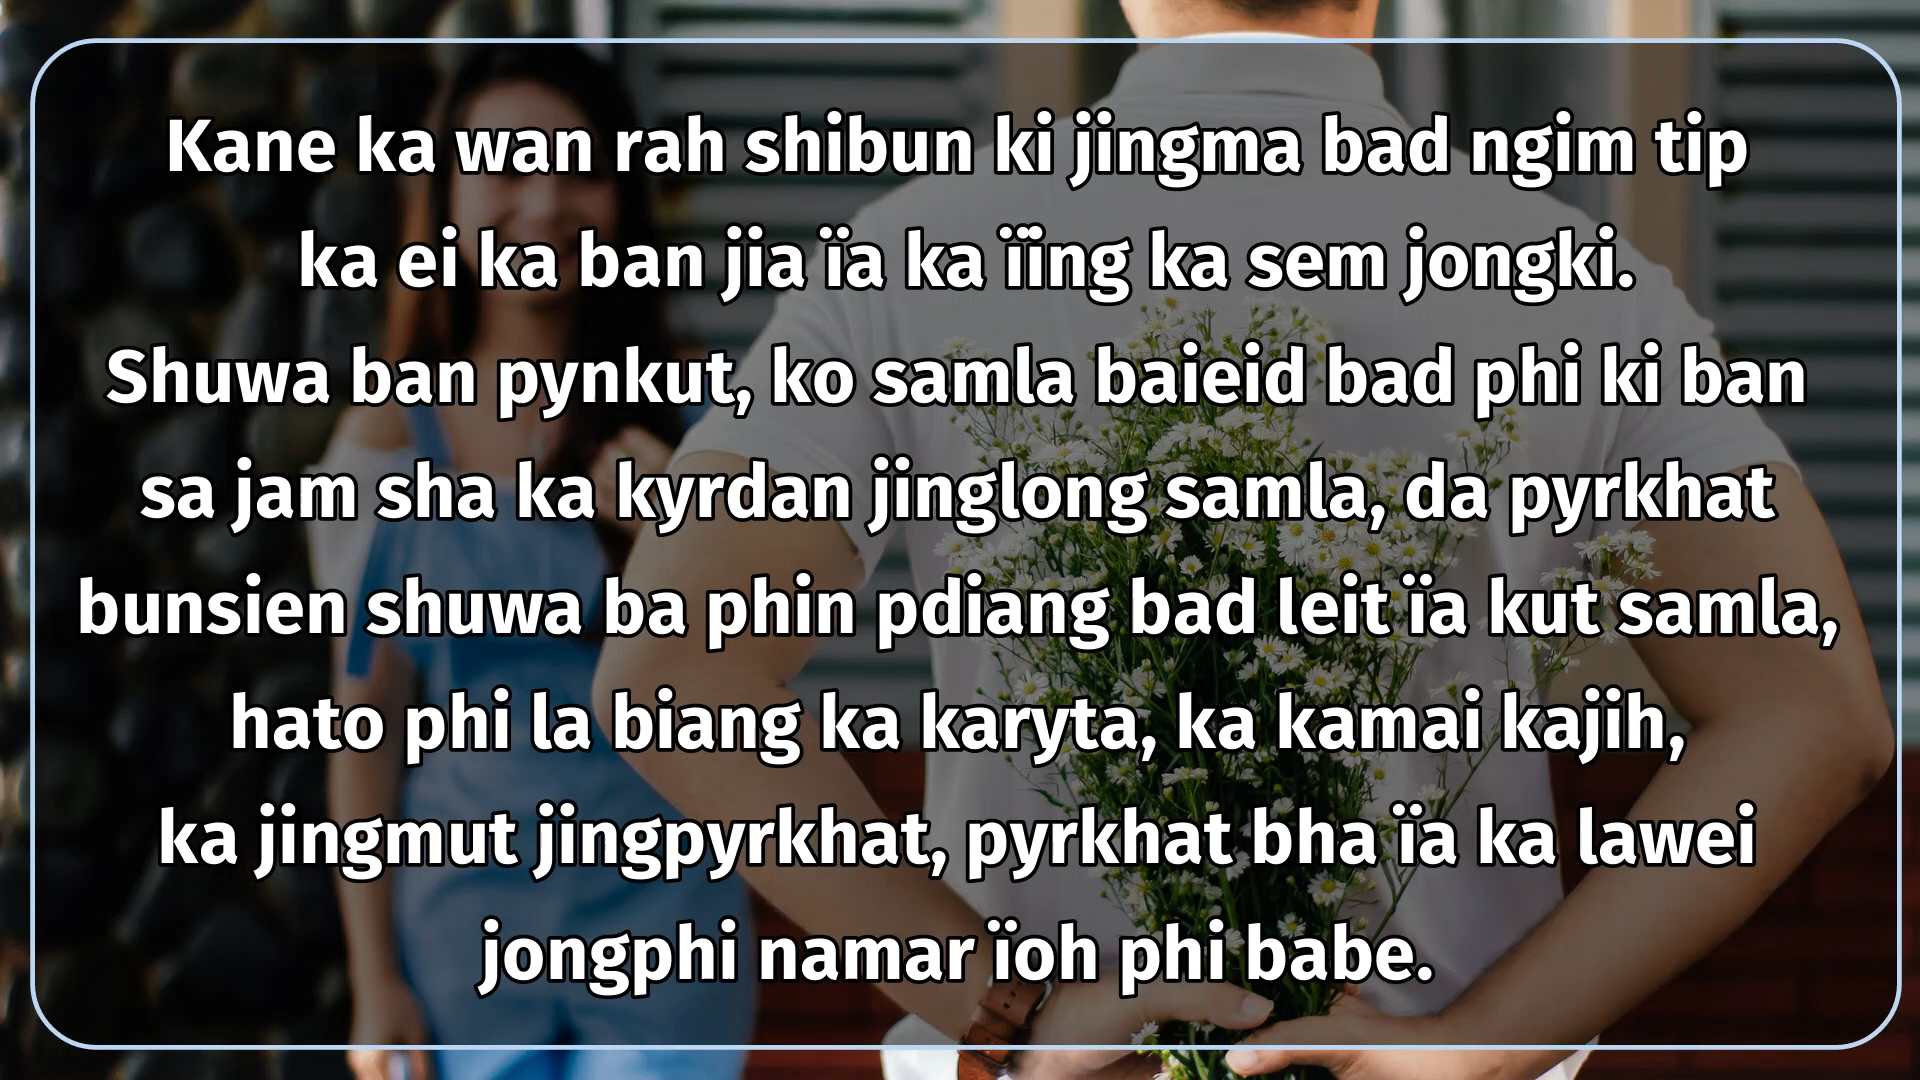 Kane ka wan rah shibun ki jingma bad ngim tip
ka ei ka ban jia ïa ka ïïng ka sem jongki.
Shuwa ban pynkut, ko samla baieid bad phi ki ban
sa jam sha ka kyrdan jinglong samla, da pyrkhat
bunsien shuwa ba phin pdiang bad leit ïa kut samla,
hato phi la biang ka karyta, ka kamai kajih,
ka jingmut jingpyrkhat, pyrkhat bha ïa ka lawei
jongphi namar ïoh phi babe.